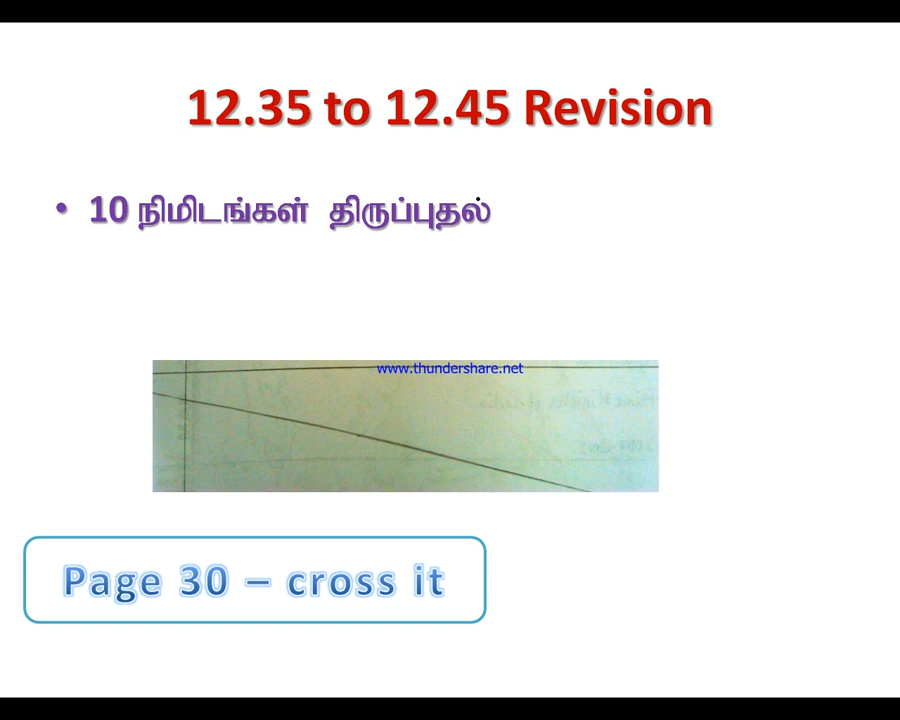 12.35 to 12.45 Revision
• 10 நிமிடங்கள் திருப்புதல்
www.thundershare.net
Page 30 – cross it